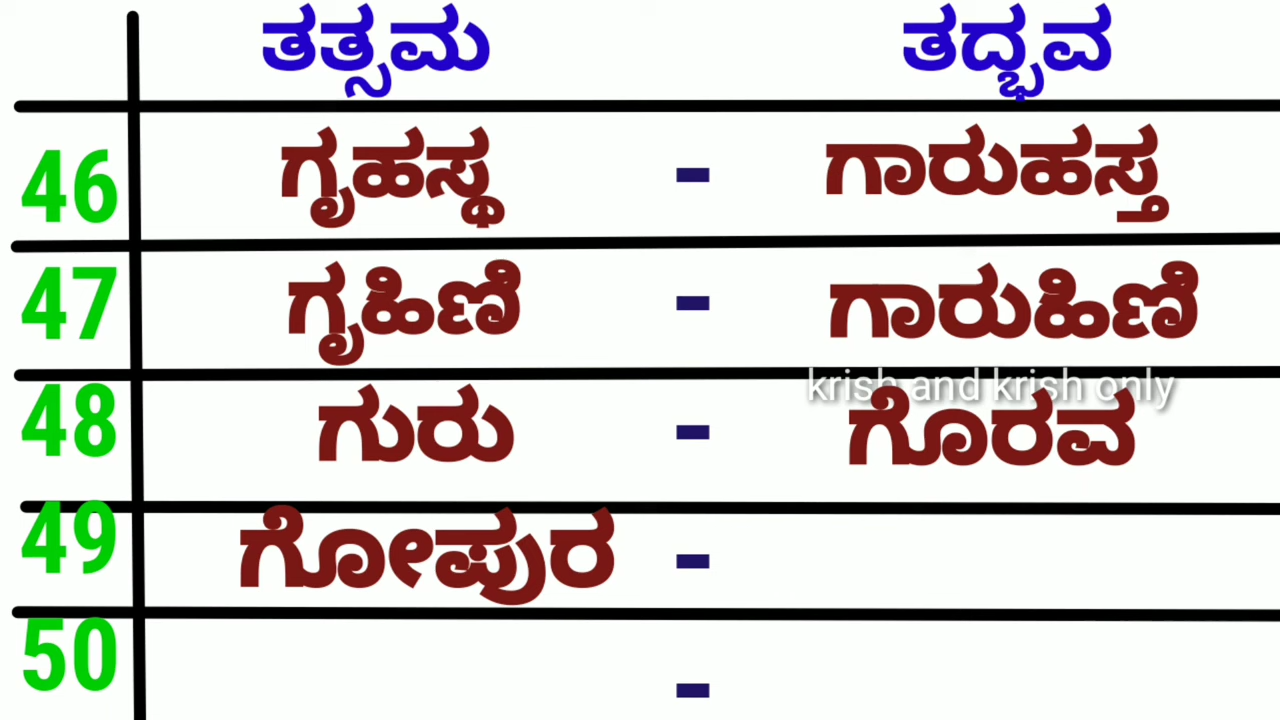 ತತ್ಸಮ ತದ್ಭವ
46 ಗೃಹಸ್ಥ - ಗಾರುಹಸ್ತ
47 ಗೃಹಿಣಿ - ಗಾರುಹಿಣಿ
krish and krish only
48 ಗುರು - ಗೊರವ
49 ಗೋಪುರ -
50 -